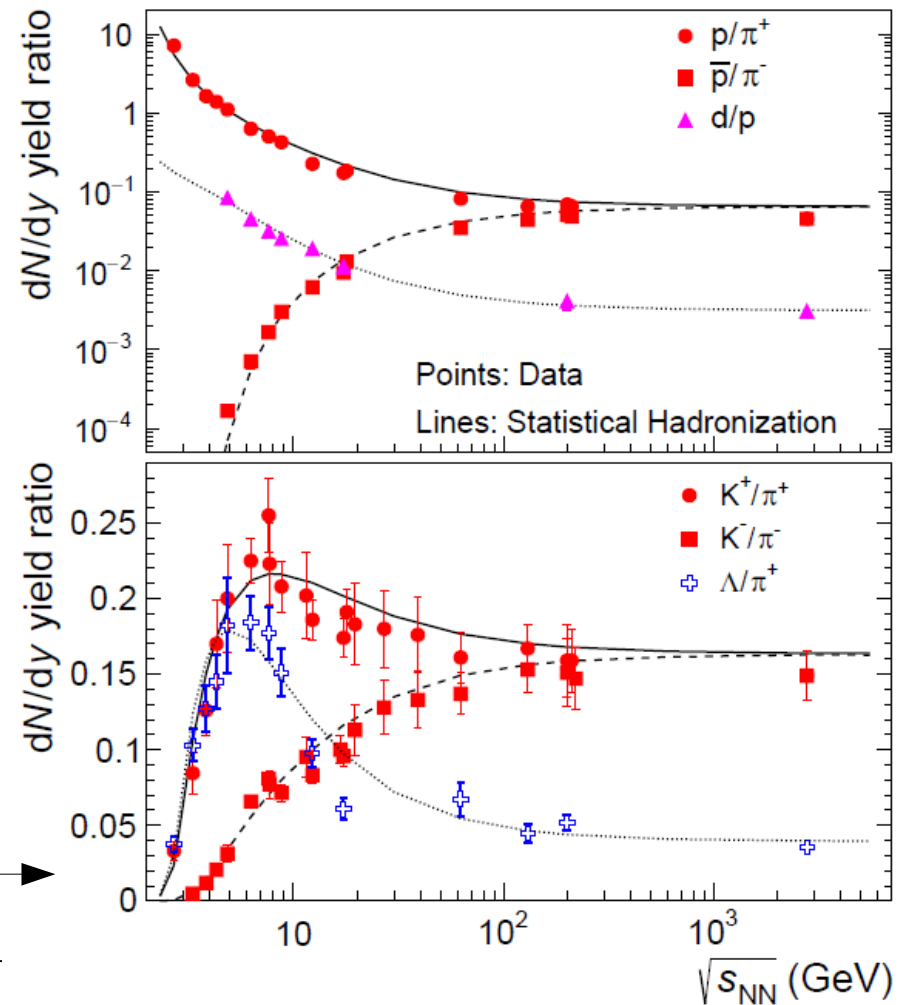 dN/dy yield ratio
10
1
10⁻¹
10⁻²
10⁻³
10⁻⁴
p/π⁺
p̅/π⁻
d/p
Points: Data
Lines: Statistical Hadronization
dN/dy yield ratio
0.25
0.2
0.15
0.1
0.05
0
K⁺/π⁺
K⁻/π⁻
Λ/π⁺
10
10²
10³
√s_NN (GeV)